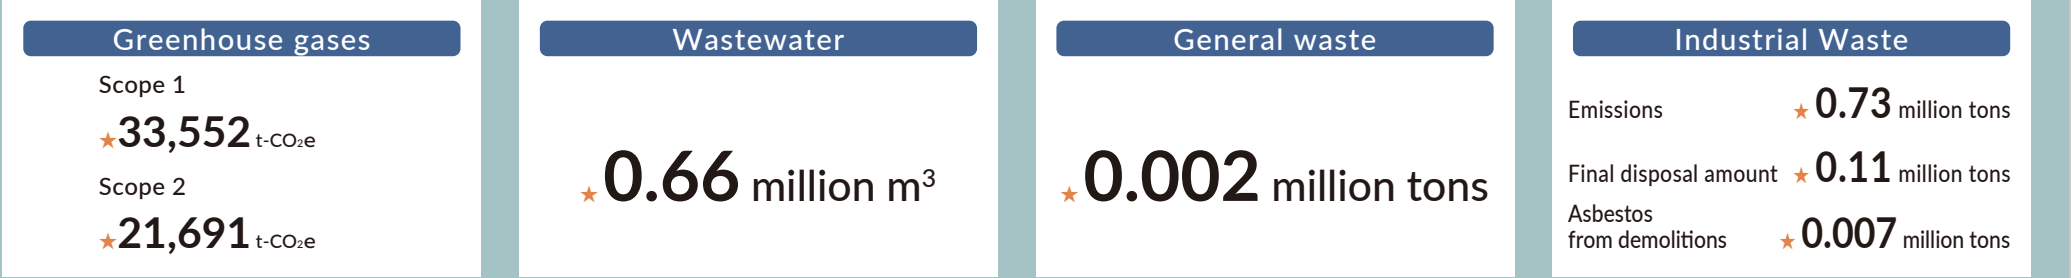 Greenhouse gases
Scope 1
★33,552 t-CO₂e
Scope 2
★21,691 t-CO₂e
Wastewater
★0.66 million m³
General waste
★0.002 million tons
Industrial Waste
Emissions ★0.73 million tons
Final disposal amount ★0.11 million tons
Asbestos
from demolitions ★0.007 million tons